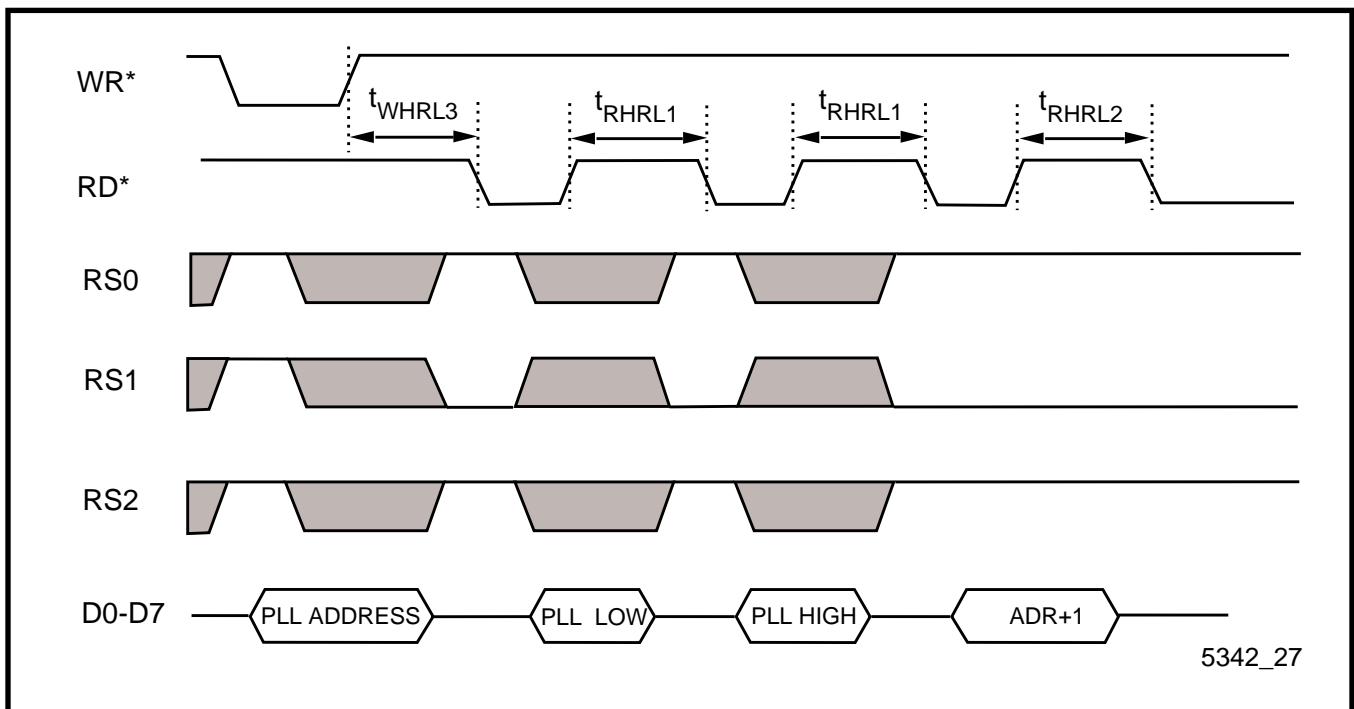 WR*
tWHRL3 tRHRL1 tRHRL1 tRHRL2
RD*
RS0
RS1
RS2
D0-D7 PLL ADDRESS PLL LOW PLL HIGH ADR+1
5342_27